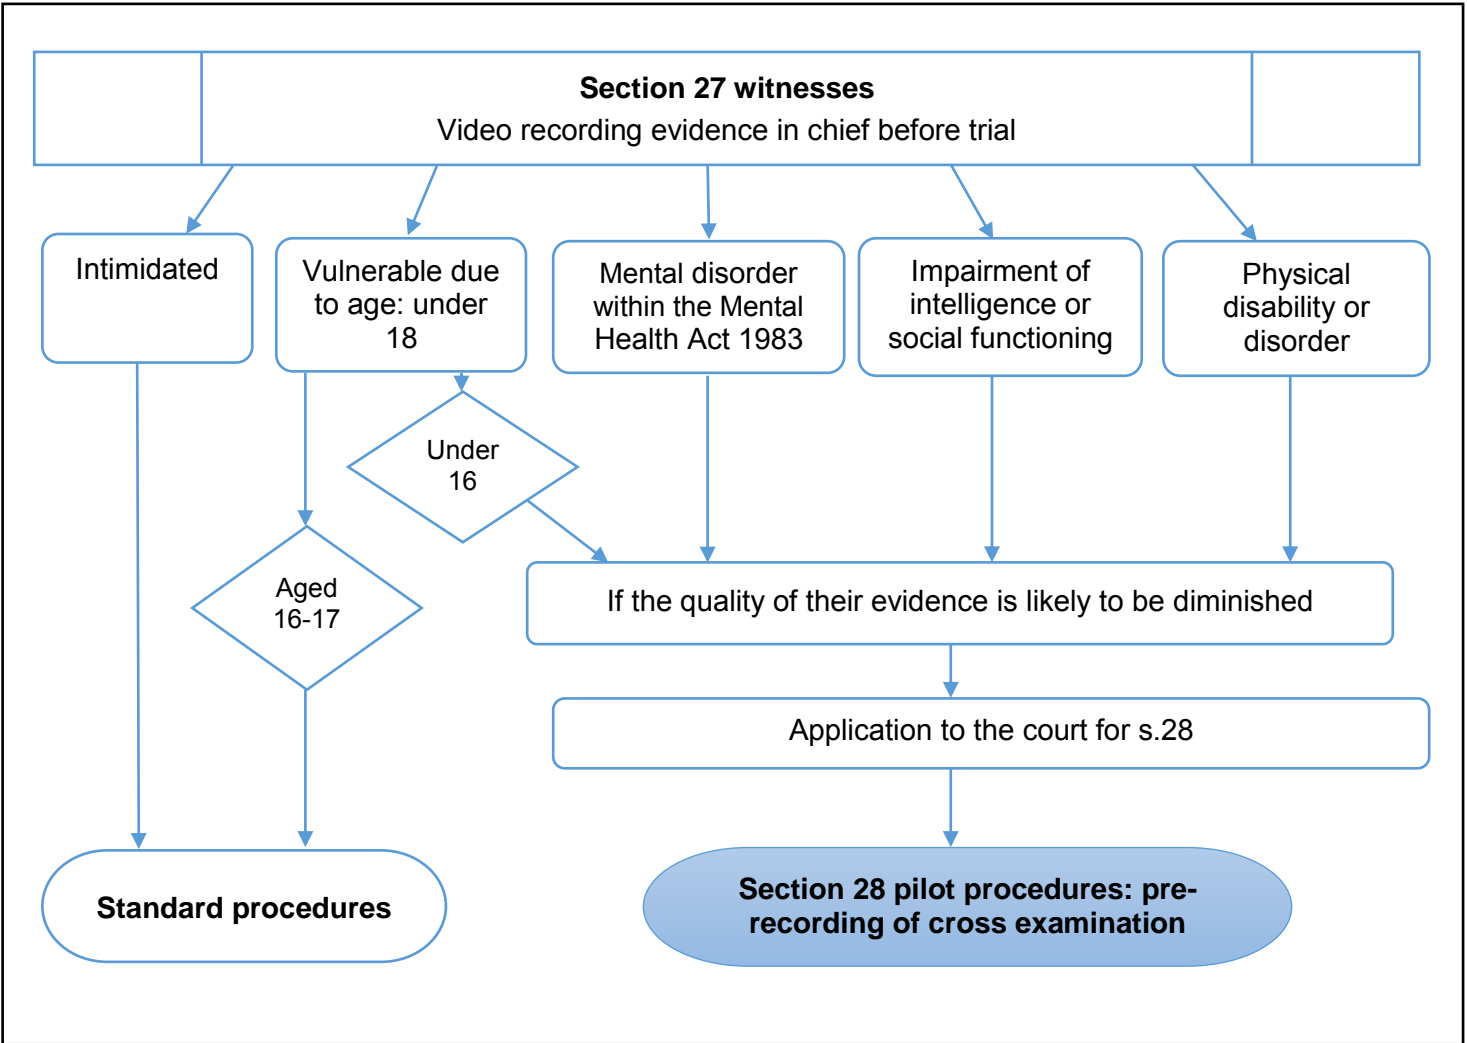 Section 27 witnesses
Video recording evidence in chief before trial
Intimidated
Vulnerable due
to age: under
18
Mental disorder
within the Mental
Health Act 1983
Impairment of
intelligence or
social functioning
Physical
disability or
disorder
Under
16
Aged
16-17
If the quality of their evidence is likely to be diminished
Application to the court for s.28
Standard procedures
Section 28 pilot procedures: pre-
recording of cross examination